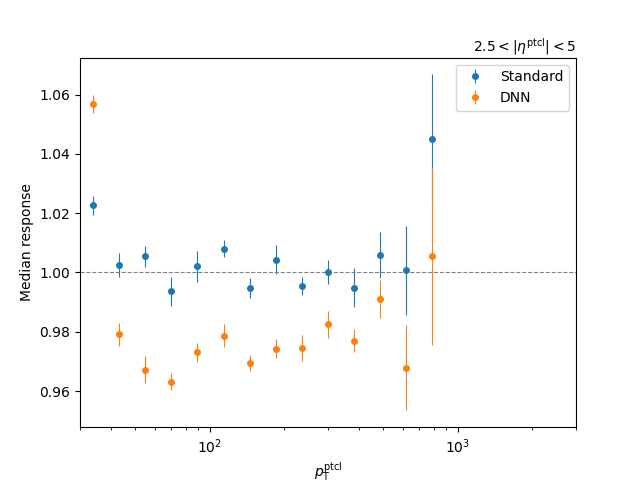 2.5 < |η^ptcl| < 5
Standard
DNN
Median response
1.06
1.04
1.02
1.00
0.98
0.96
10^2
10^3
p_T^ptcl